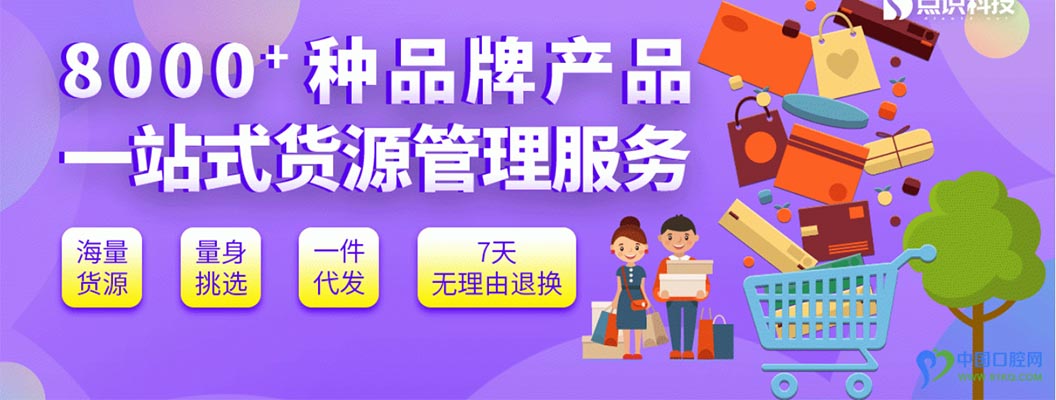 点识科技
8000+种品牌产品
一站式货源管理服务
海量
货源
量身
挑选
一件
代发
7天
无理由退换
中国口腔网